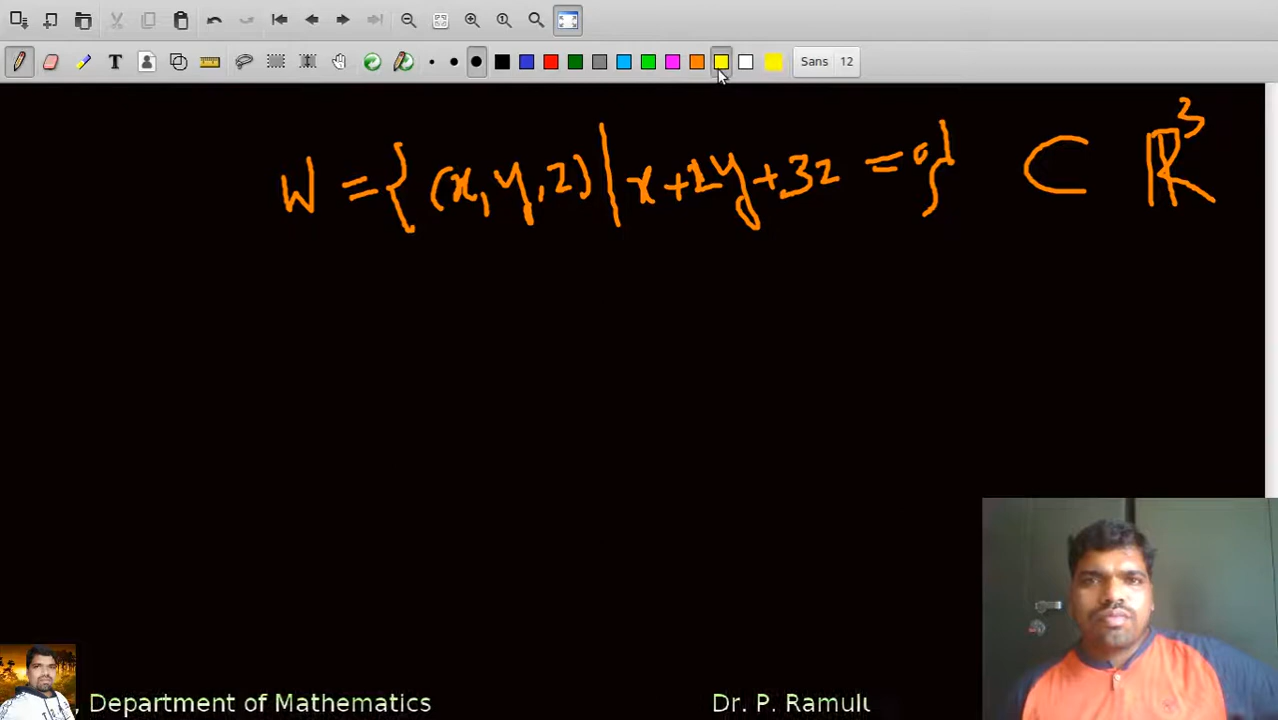 Sans 12
W = { (x, y, z) | x + 2y + 3z = 0 } ⊂ ℝ³
, Department of Mathematics Dr. P. Ramulu